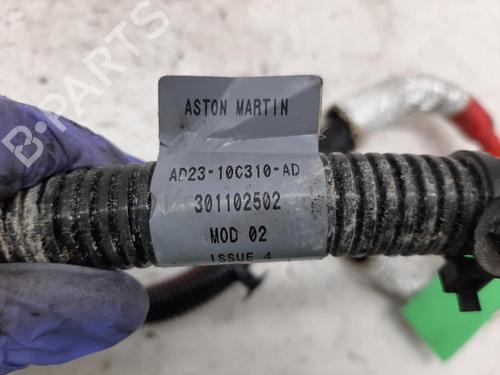 ASTON MARTIN
AD23-10C310-AD
301102502
MOD 02
ISSUE 4
B-PARTS